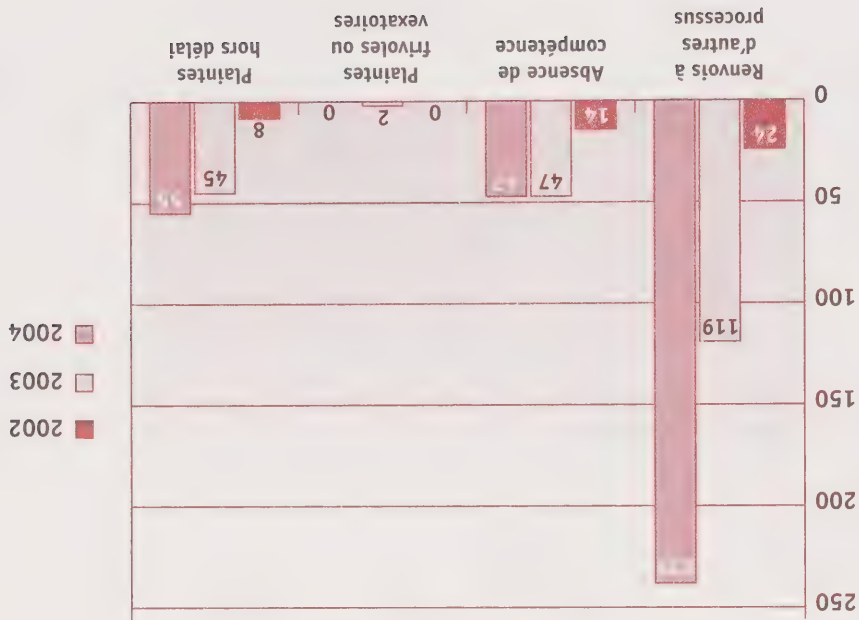 250
200
150
100
50
0
2002
2003
2004
24
119
14
47
0
2
0
8
45
Renvois à
d'autres
processus
Absence de
compétence
Plaintes
frivoles ou
vexatoires
Plaintes
hors délai